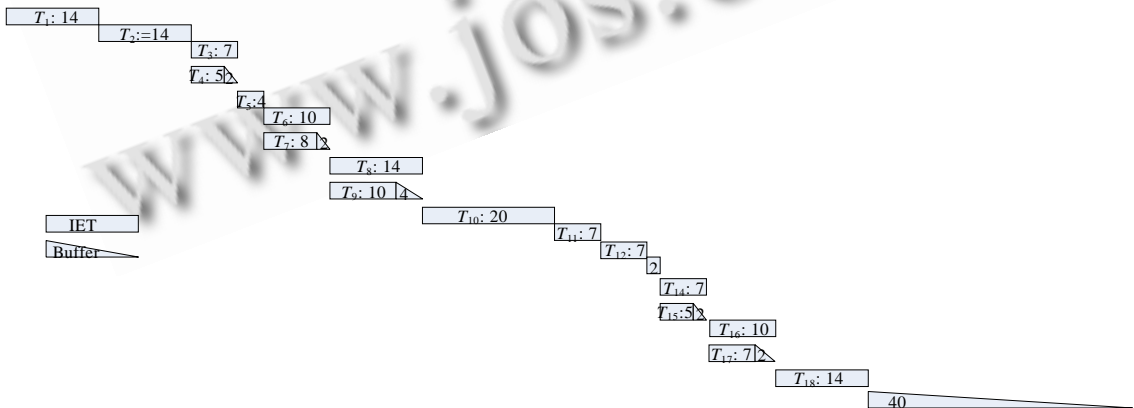 T1: 14
T2:=14
T3: 7
T4: 5 2
T5:4
T6: 10
T7: 8 2
T8: 14
T9: 10 4
T10: 20
IET
T11: 7
T12: 7
Buffer
2
T14: 7
T15:5 2
T16: 10
T17: 7 2
T18: 14
40
www.jos.